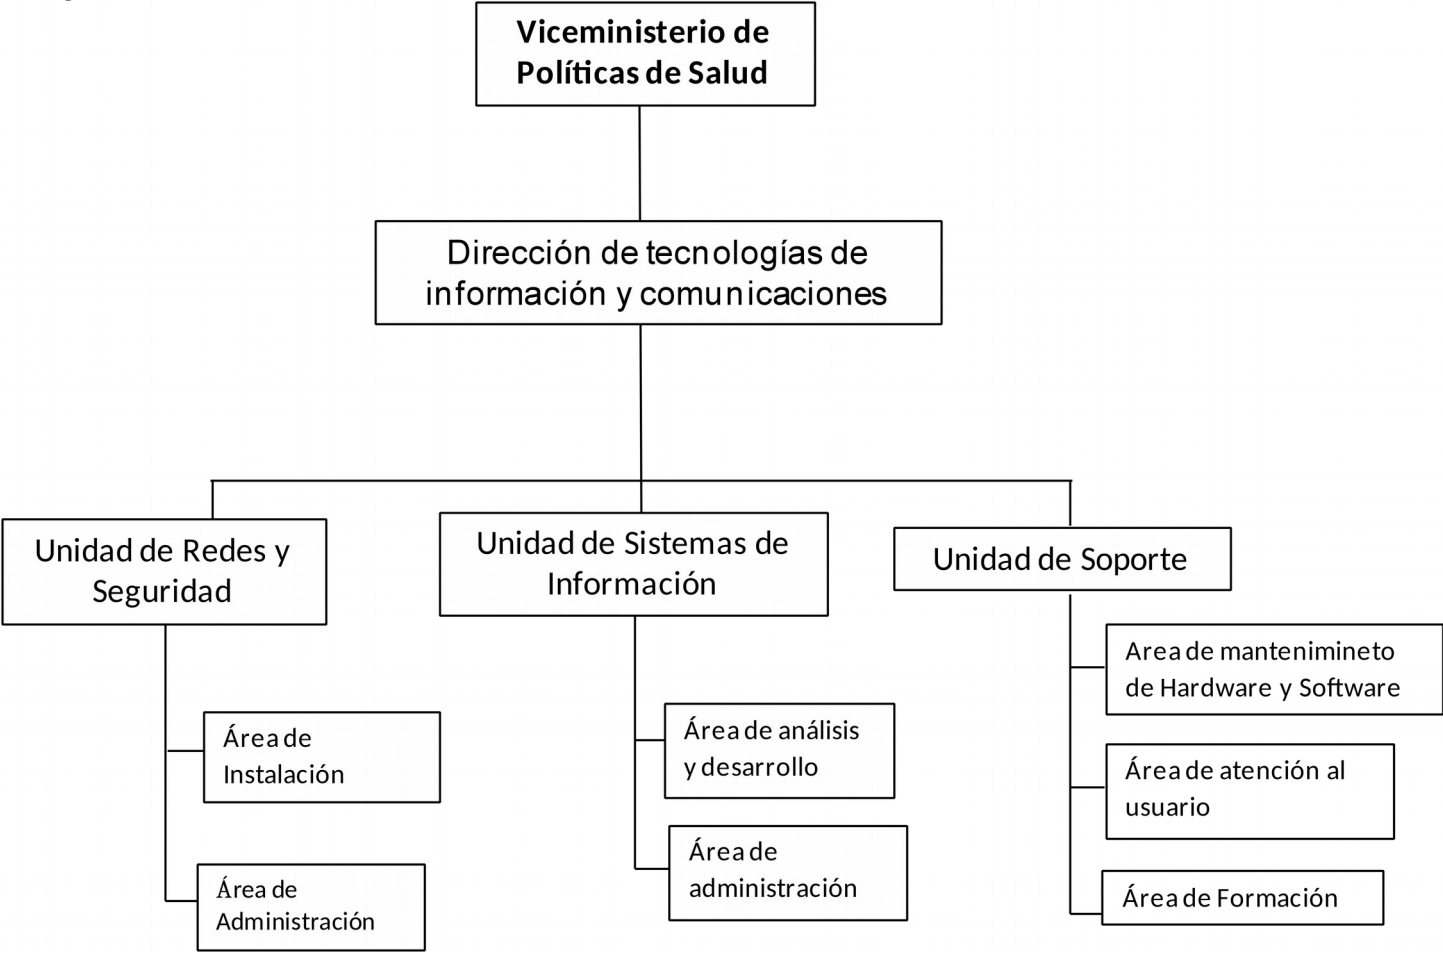 Viceministerio de
Políticas de Salud
Dirección de tecnologías de
información y comunicaciones
Unidad de Redes y
Seguridad
Área de
Instalación
Área de
Administración
Unidad de Sistemas de
Información
Área de análisis
y desarrollo
Área de
administración
Unidad de Soporte
Area de mantenimineto
de Hardware y Software
Área de atención al
usuario
Área de Formación